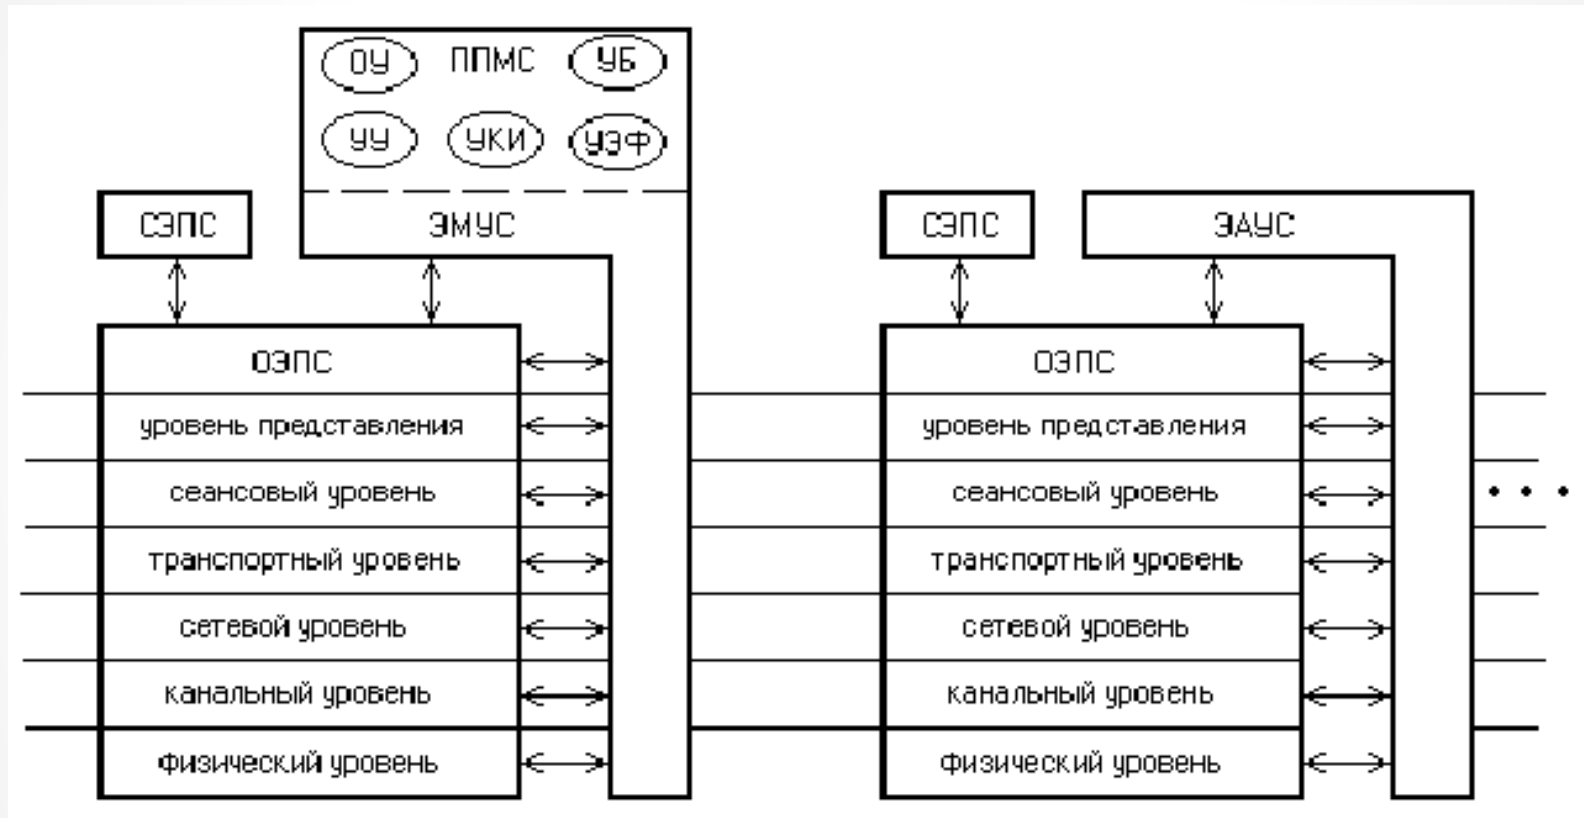 ОУ ППМС УБ
УУ УКИ УЭФ
СЭПС ЭМУС СЭПС ЭАУС
ОЭПС ОЭПС
уровень представления уровень представления
сеансовый уровень сеансовый уровень
транспортный уровень транспортный уровень
сетевой уровень сетевой уровень
канальный уровень канальный уровень
физический уровень физический уровень